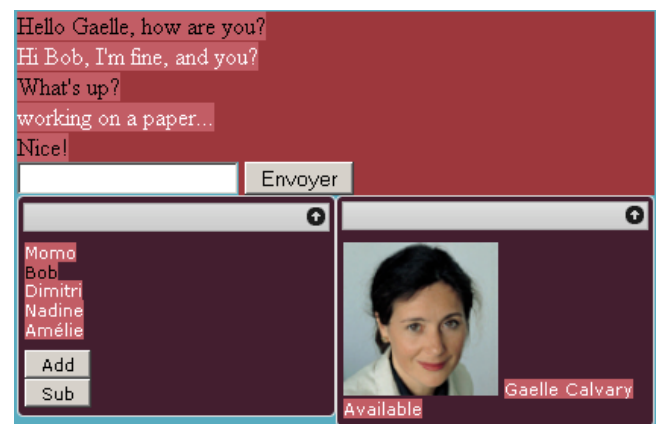 Hello Gaelle, how are you?
Hi Bob, I'm fine, and you?
What's up?
working on a paper...
Nice!
Envoyer
Momo
Bob
Dimitri
Nadine
Amélie
Add
Sub
Gaelle Calvary
Available